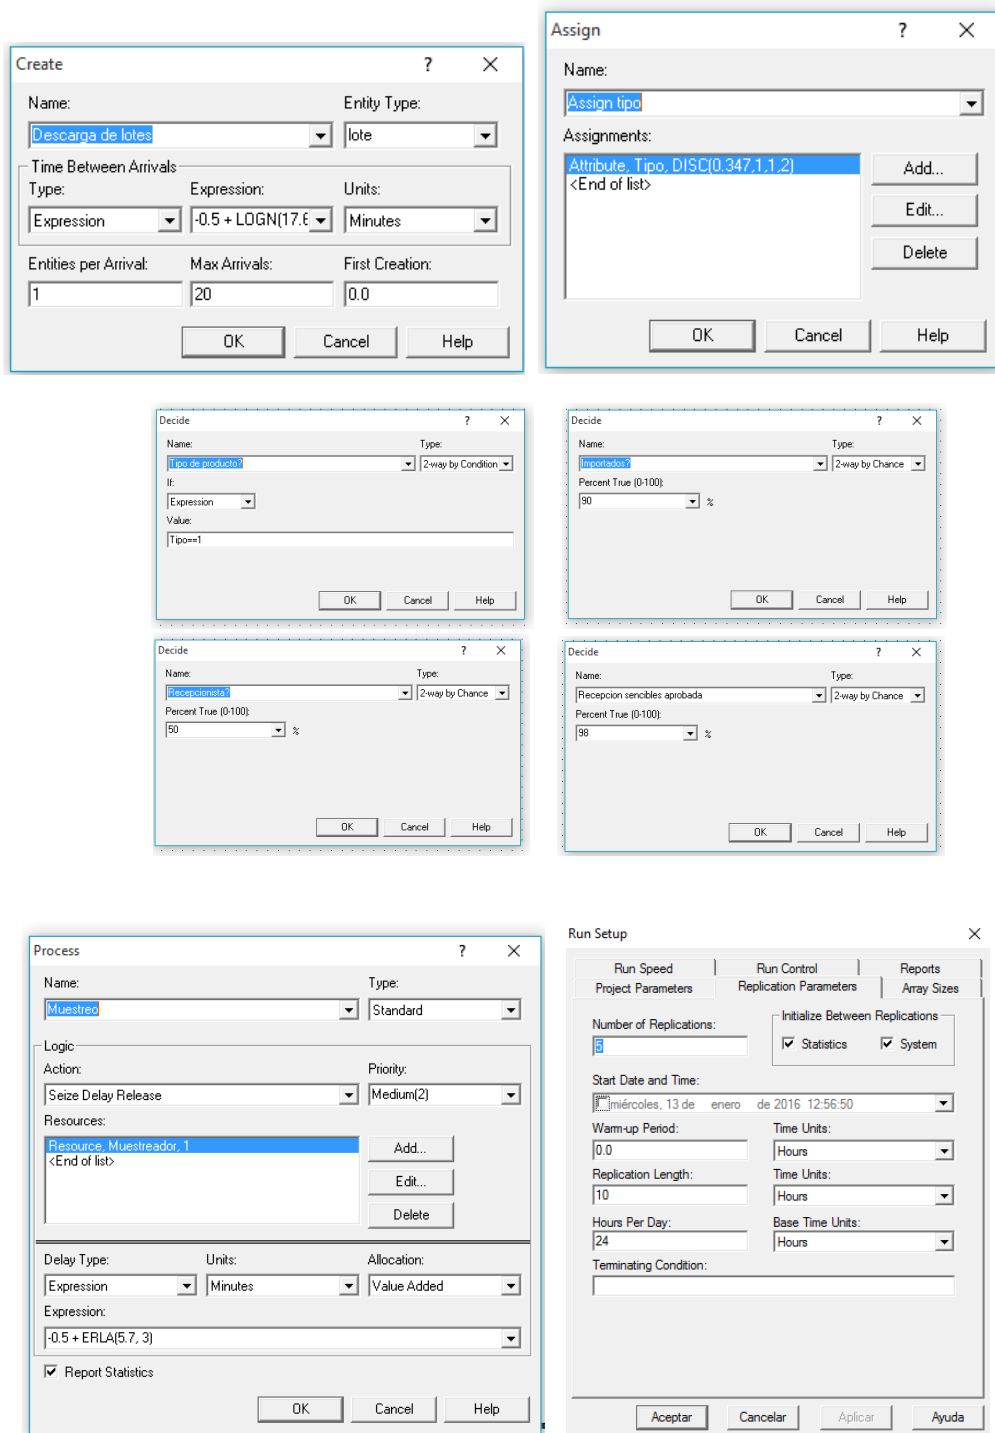 Create
?
Name:
Entity Type:
Descarga de lotes
lote
Time Between Arrivals
Type:
Expression:
Units:
Expression
-0.5 + LOGN(17.6
Minutes
Entities per Arrival:
Max Arrivals:
First Creation:
1
20
0.0
OK
Cancel
Help
Assign
?
Name:
Assign tipo
Assignments:
Attribute, Tipo, DISC(0.347,1,1,2)
<End of list>
Add...
Edit...
Delete
OK
Cancel
Help
Decide
?
Name:
Type:
Tipo de producto?
2-way by Condition
If:
Expression
Value:
Tipo==1
OK
Cancel
Help
Decide
?
Name:
Type:
Importados?
2-way by Chance
Percent True (0-100):
90
%
OK
Cancel
Help
Decide
?
Name:
Type:
Recepcionista?
2-way by Chance
Percent True (0-100):
50
%
OK
Cancel
Help
Decide
?
Name:
Type:
Recepcion sencibles aprobada
2-way by Chance
Percent True (0-100):
98
%
OK
Cancel
Help
Process
?
Name:
Type:
Muestreo
Standard
Logic
Action:
Priority:
Seize Delay Release
Medium(2)
Resources:
Resource, Muestreador, 1
<End of list>
Add...
Edit...
Delete
Delay Type:
Units:
Allocation:
Expression
Minutes
Value Added
Expression:
-0.5 + ERLA(5.7, 3)
Report Statistics
OK
Cancel
Help
Run Setup
Run Speed
Run Control
Reports
Project Parameters
Replication Parameters
Array Sizes
Number of Replications:
5
Initialize Between Replications
Statistics
System
Start Date and Time:
miércoles, 13 de enero de 2016 12:56:50
Warm-up Period:
Time Units:
0.0
Hours
Replication Length:
Time Units:
10
Hours
Hours Per Day:
Base Time Units:
24
Hours
Terminating Condition:
Aceptar
Cancelar
Aplicar
Ayuda